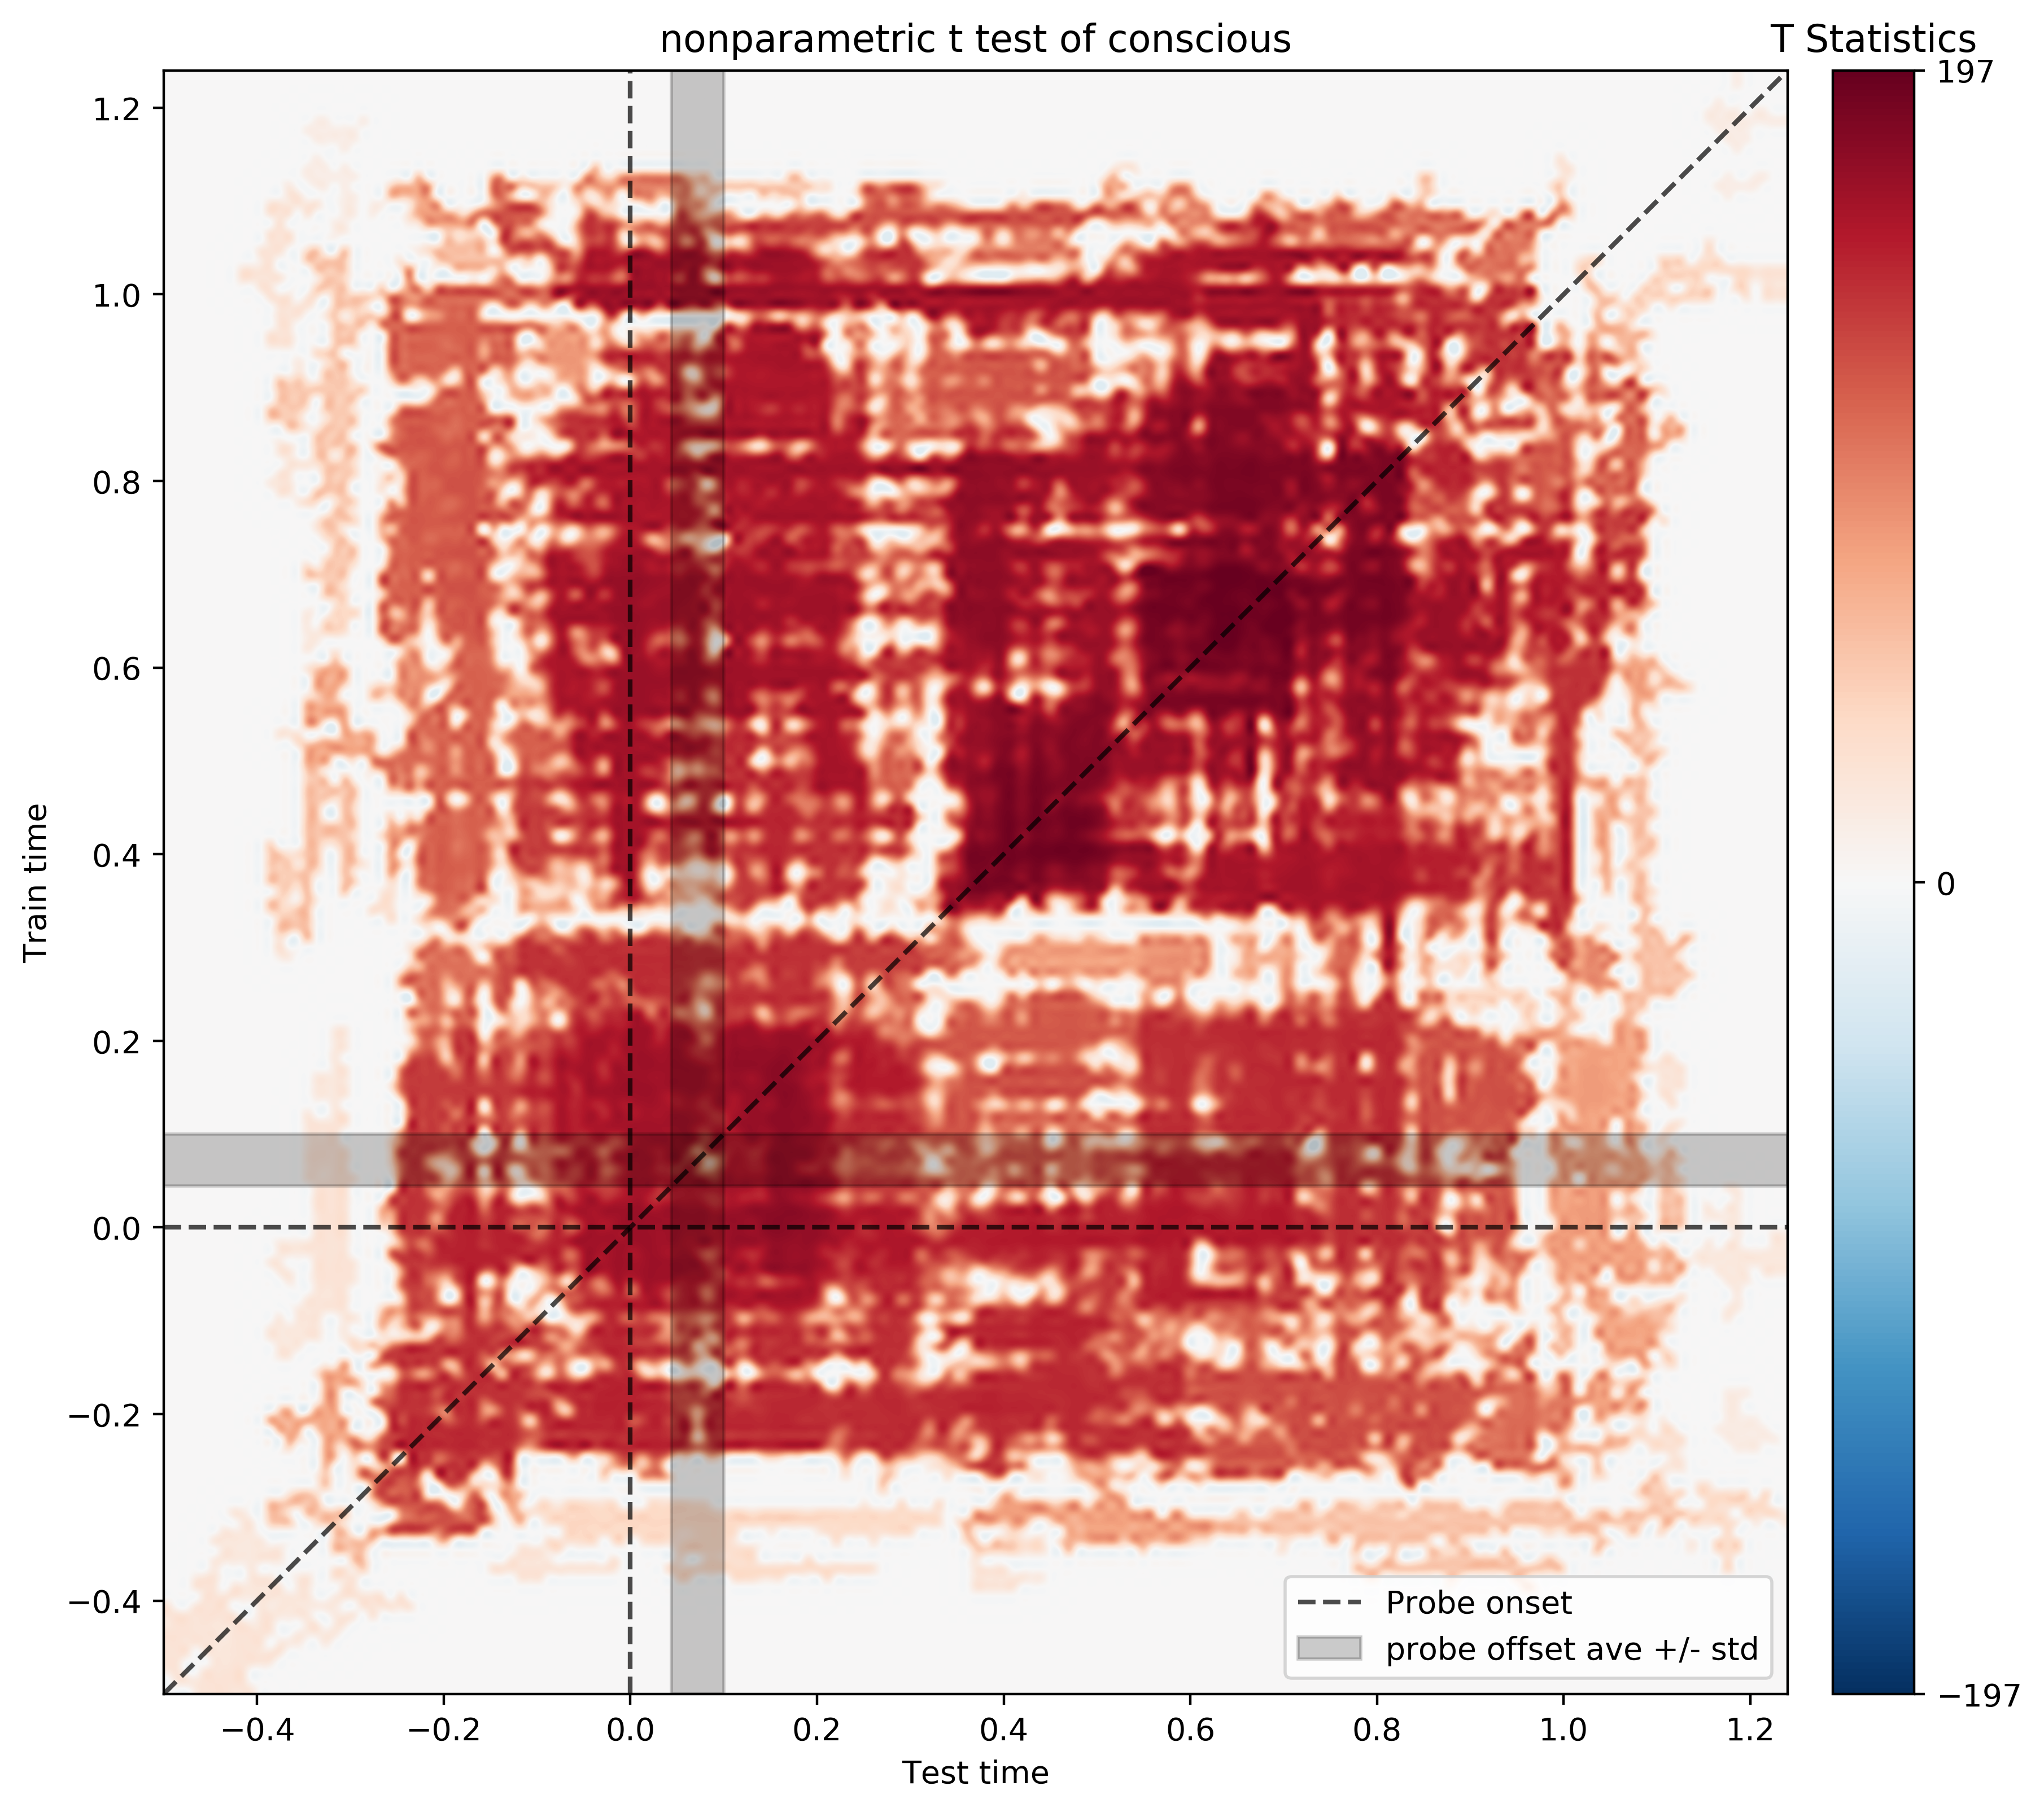 nonparametric t test of conscious
T Statistics
197
0
−197
Train time
1.2
1.0
0.8
0.6
0.4
0.2
0.0
−0.2
−0.4
−0.4 −0.2 0.0 0.2 0.4 0.6 0.8 1.0 1.2
Test time
Probe onset
probe offset ave +/- std